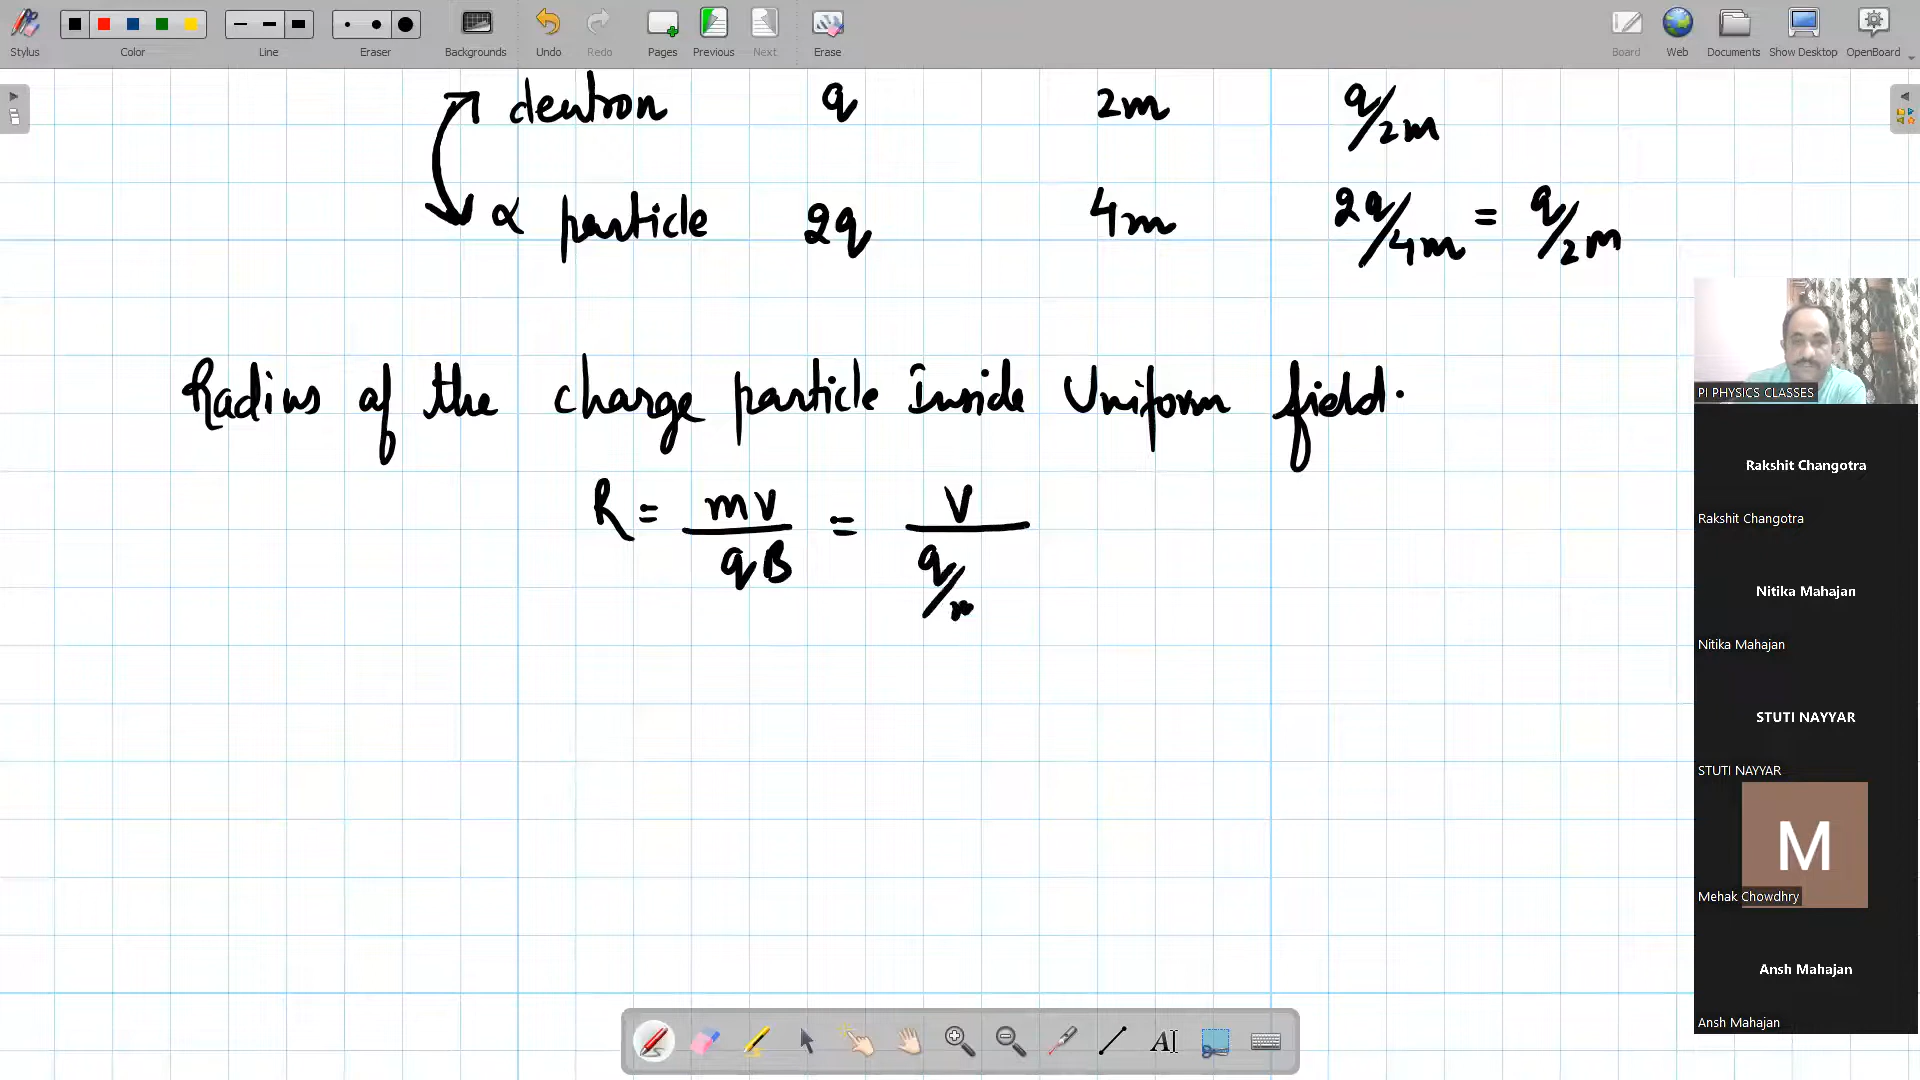 Stylus Color Line Eraser Backgrounds Undo Redo Pages Previous Next Erase Board Web Documents Show Desktop OpenBoard
deutron q 2m q/2m
α particle 2q 4m 2q/4m = q/2m
Radius of the charge particle Inside Uniform field.
R = mv/qB = v/q/m
PI PHYSICS CLASSES
Rakshit Changotra
Rakshit Changotra
Nitika Mahajan
Nitika Mahajan
STUTI NAYYAR
STUTI NAYYAR
M
Mehak Chowdhry
Ansh Mahajan
Ansh Mahajan